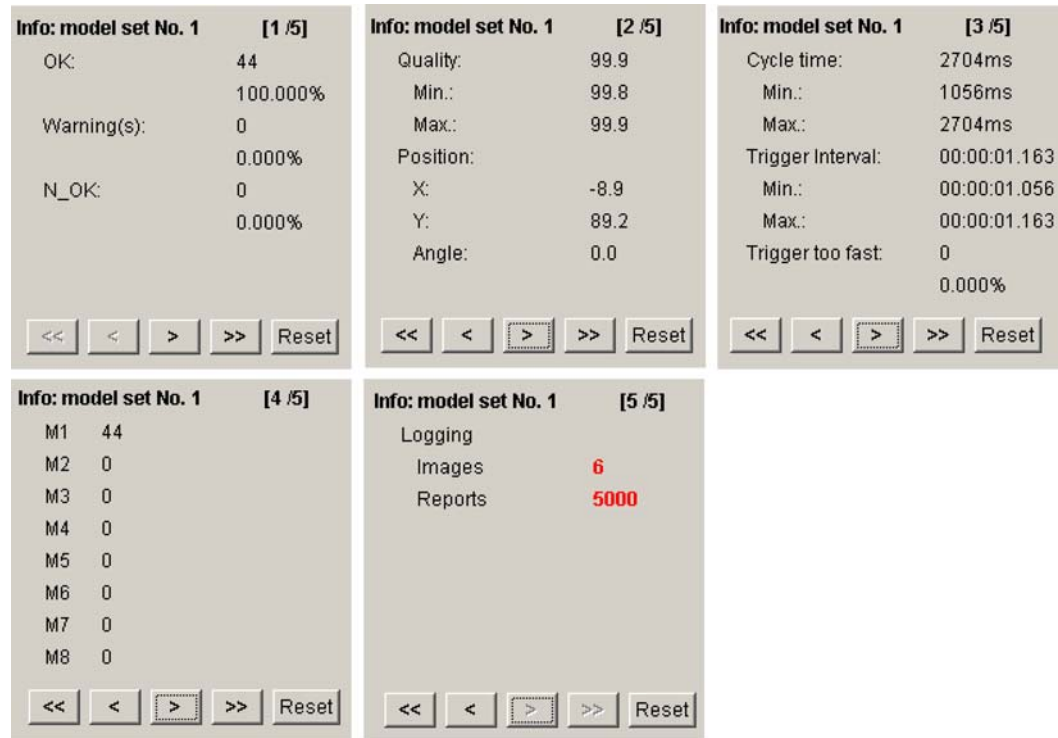 Info: model set No. 1 [1 /5]
OK: 44
100.000%
Warning(s): 0
0.000%
N_OK: 0
0.000%
<< < > >> Reset
Info: model set No. 1 [2 /5]
Quality: 99.9
Min.: 99.8
Max.: 99.9
Position:
X: -8.9
Y: 89.2
Angle: 0.0
<< < > >> Reset
Info: model set No. 1 [3 /5]
Cycle time: 2704ms
Min.: 1056ms
Max.: 2704ms
Trigger Interval: 00:00:01.163
Min.: 00:00:01.056
Max.: 00:00:01.163
Trigger too fast: 0
0.000%
<< < > >> Reset
Info: model set No. 1 [4 /5]
M1 44
M2 0
M3 0
M4 0
M5 0
M6 0
M7 0
M8 0
<< < > >> Reset
Info: model set No. 1 [5 /5]
Logging
Images 6
Reports 5000
<< < > >> Reset